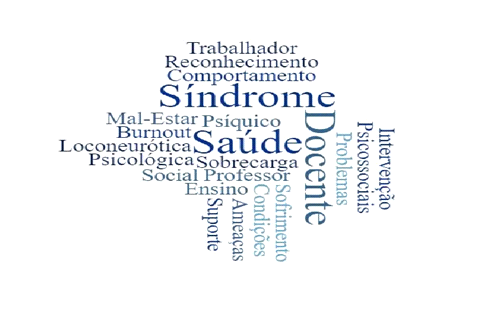 Trabalhador
Reconhecimento
Comportamento
Síndrome
Mal-Estar Psíquico
Burnout
Saúde
Loconeurótica
Psicológica Sobrecarga
Social Professor
Ensino
Docente
Problemas
Psicossociais
Intervenção
Suporte
Ameaças
Condições
Sofrimento